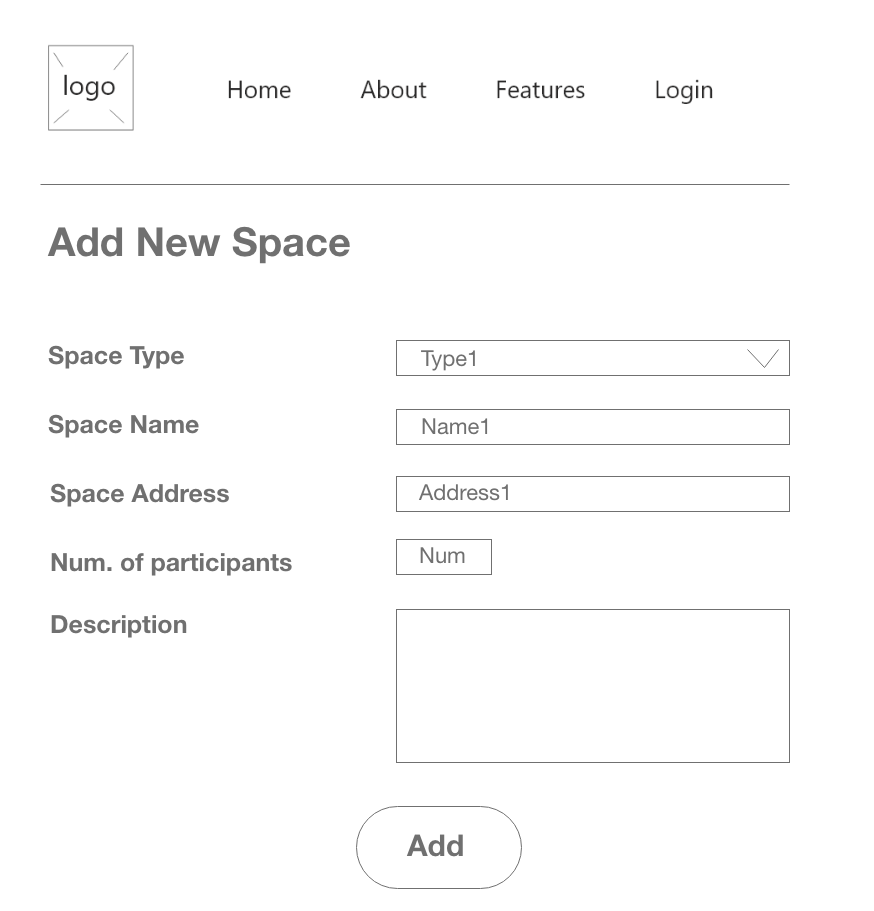 logo
Home About Features Login
Add New Space
Space Type Type1
Space Name Name1
Space Address Address1
Num. of participants Num
Description
Add